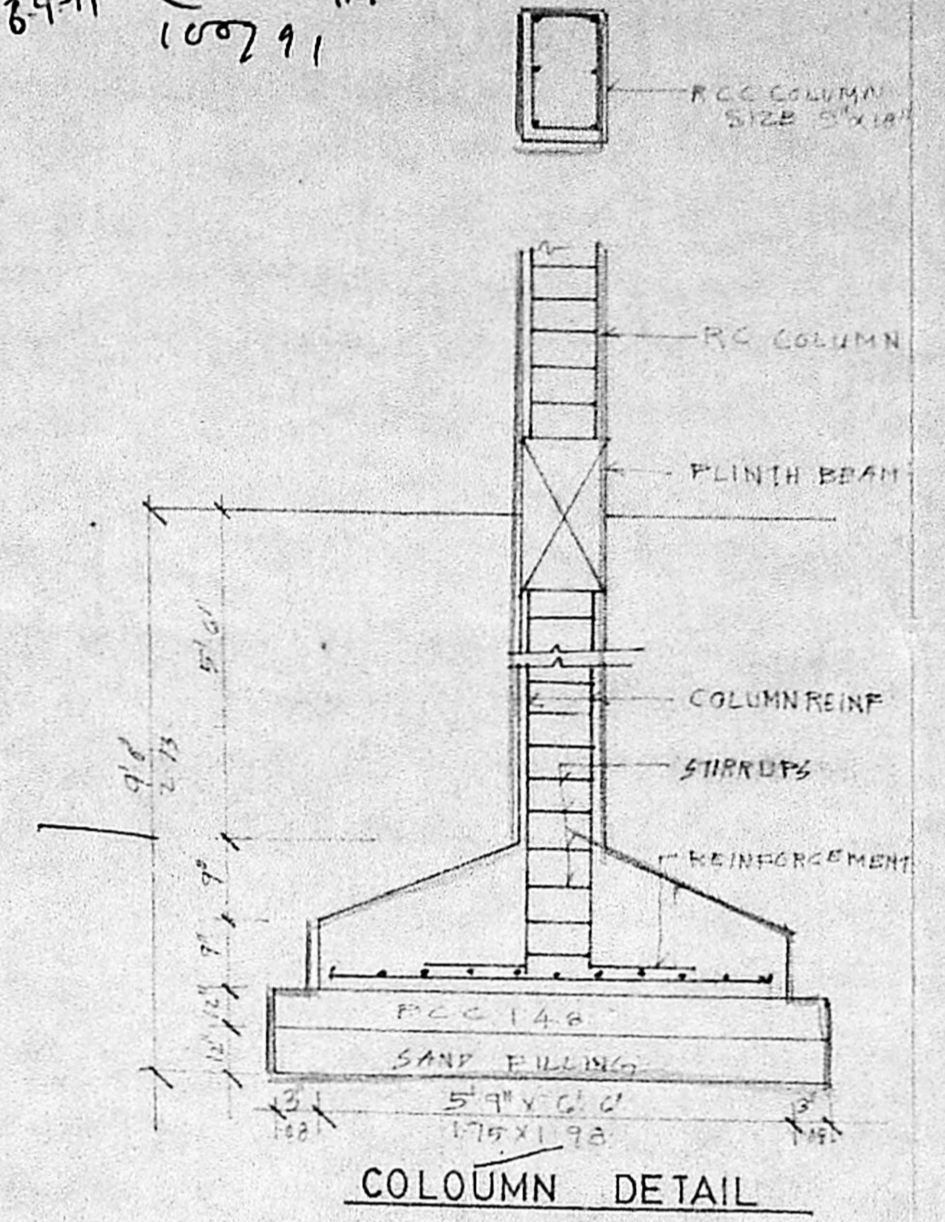 100791
RCC COLUMN
SIZE 9"x18"
RC COLUMN
PLINTH BEAM
5'6"
COLUMN REINF
STIRRUPS
2.73
9"
REINFORCEMENT
9"
12"
PCC 1 4 8
12"
SAND FILLING
3" 5'9" x 6'6" 3"
.08 1.75 X 1.98 .08
COLOUMN DETAIL